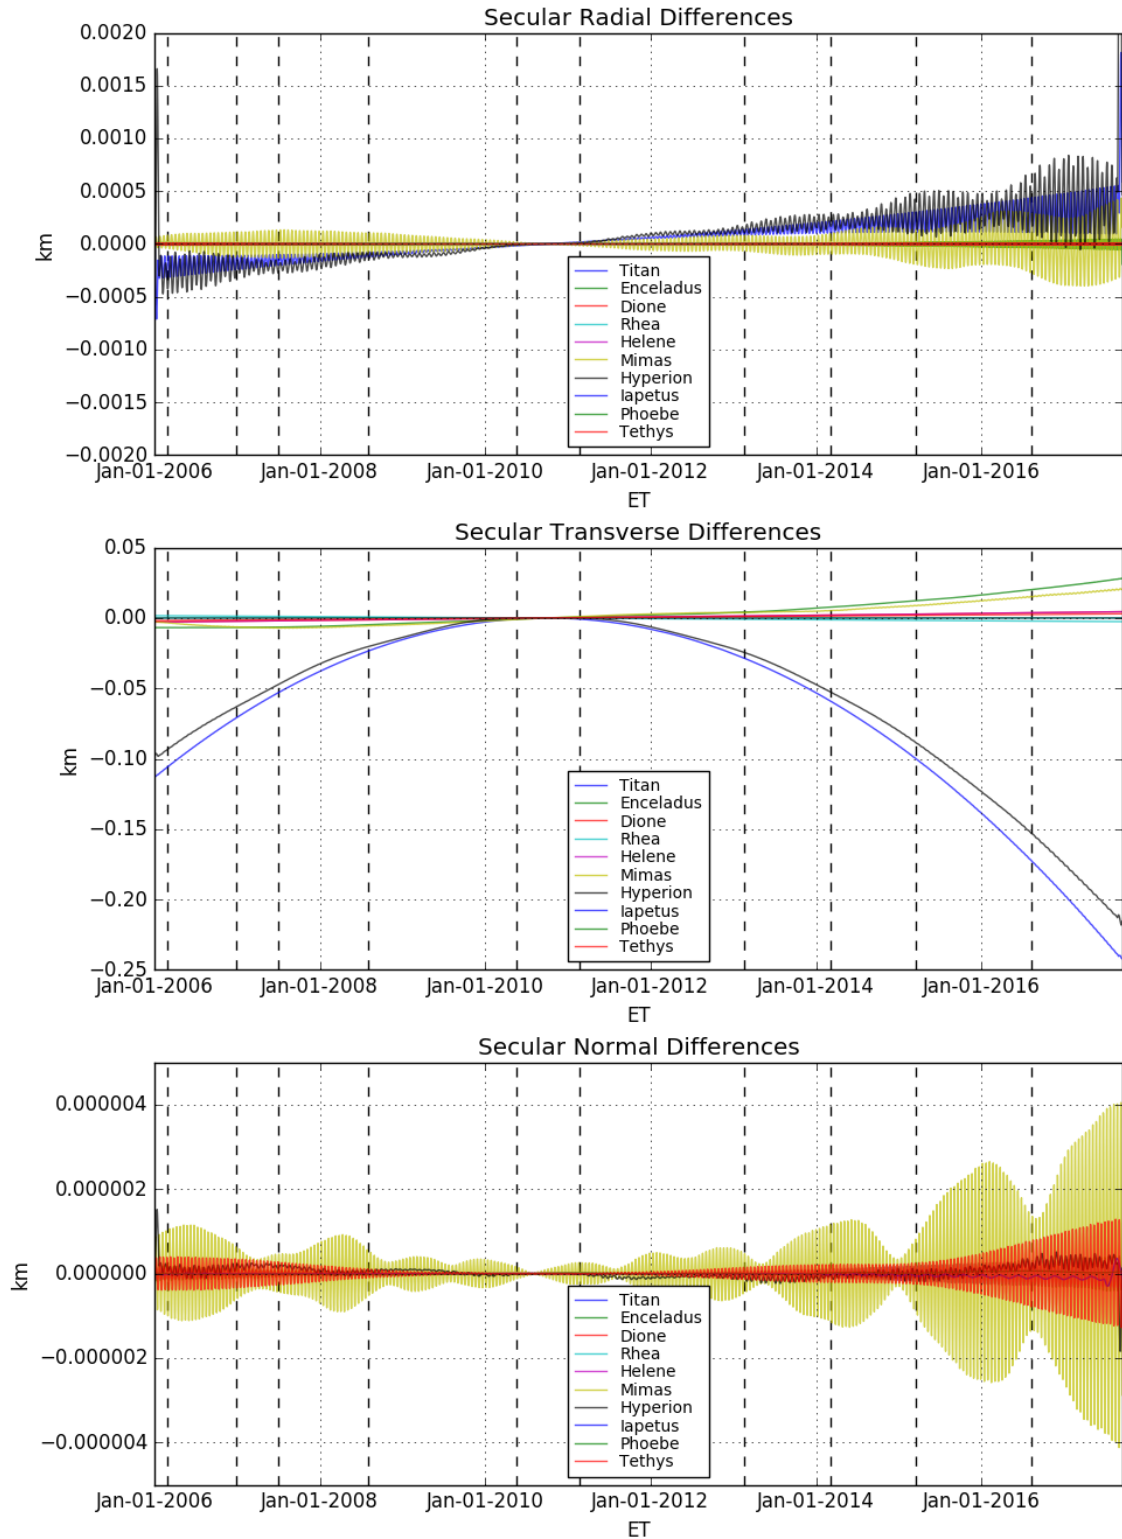 Secular Radial Differences
0.0020
0.0015
0.0010
0.0005
0.0000
−0.0005
−0.0010
−0.0015
−0.0020
km
Titan
Enceladus
Dione
Rhea
Helene
Mimas
Hyperion
Iapetus
Phoebe
Tethys
Jan-01-2006 Jan-01-2008 Jan-01-2010 Jan-01-2012 Jan-01-2014 Jan-01-2016
ET
Secular Transverse Differences
0.05
0.00
−0.05
−0.10
−0.15
−0.20
−0.25
km
Titan
Enceladus
Dione
Rhea
Helene
Mimas
Hyperion
Iapetus
Phoebe
Tethys
Jan-01-2006 Jan-01-2008 Jan-01-2010 Jan-01-2012 Jan-01-2014 Jan-01-2016
ET
Secular Normal Differences
0.000004
0.000002
0.000000
−0.000002
−0.000004
km
Titan
Enceladus
Dione
Rhea
Helene
Mimas
Hyperion
Iapetus
Phoebe
Tethys
Jan-01-2006 Jan-01-2008 Jan-01-2010 Jan-01-2012 Jan-01-2014 Jan-01-2016
ET